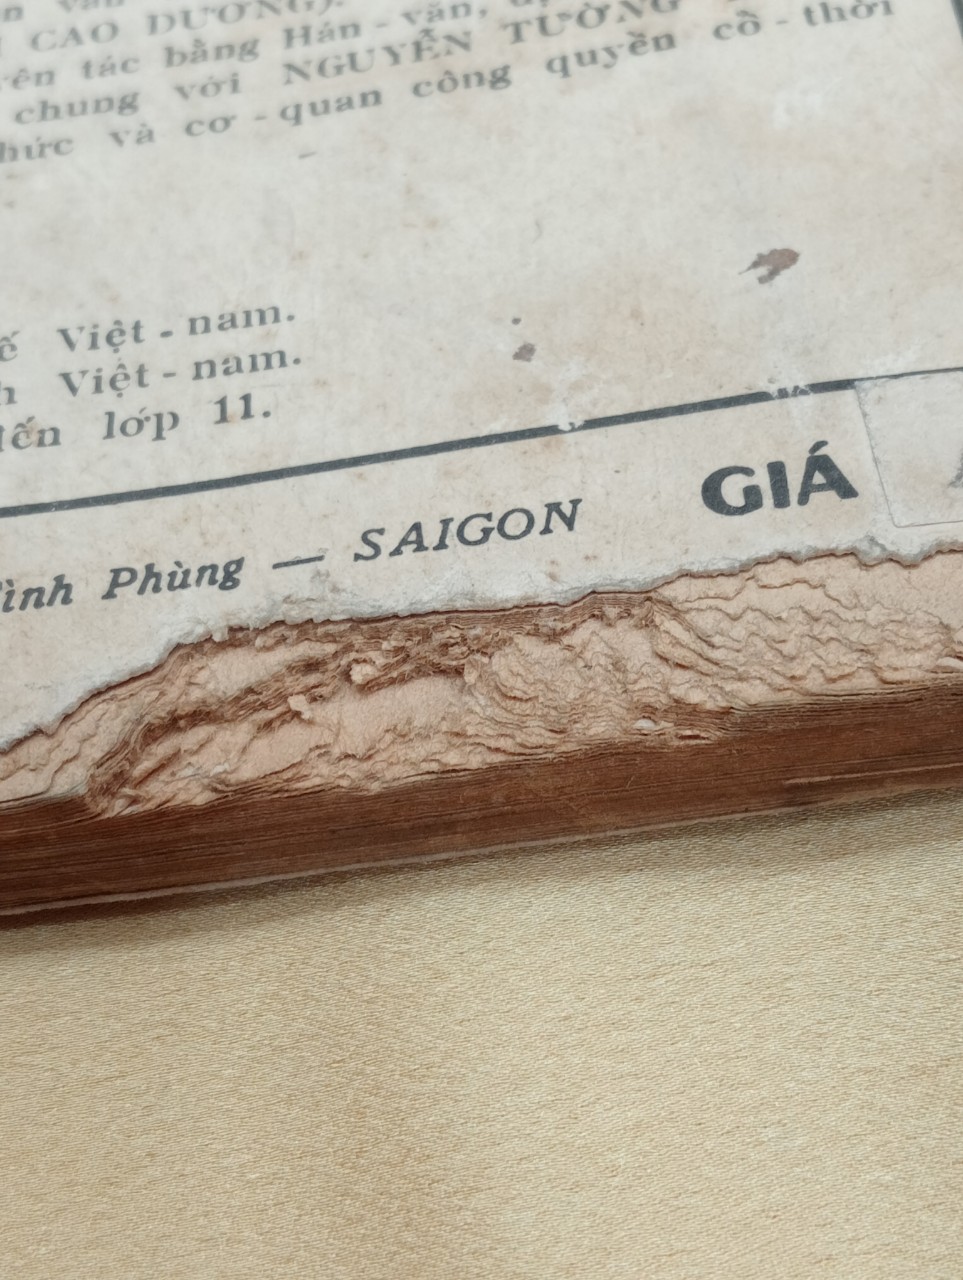 CAO DƯƠNG).
tác bằng Hán - văn,
chung với NGUYỄN TƯỜNG
và cơ - quan công quyền cồ - thời
Việt - nam.
Việt - nam.
lớp 11.
Phùng — SAIGON
GIÁ